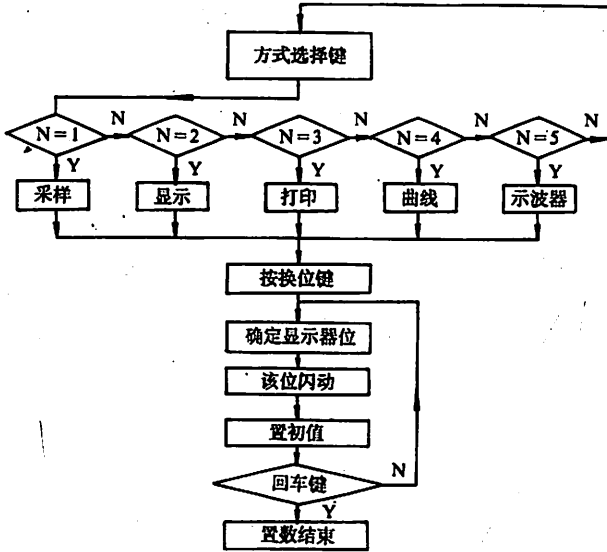 方式选择键
N=1
N
N=2
N
N=3
N
N=4
N
N=5
N
Y
Y
Y
Y
Y
采样
显示
打印
曲线
示波器
按换位键
确定显示器位
该位闪动
置初值
回车键
N
Y
置数结束